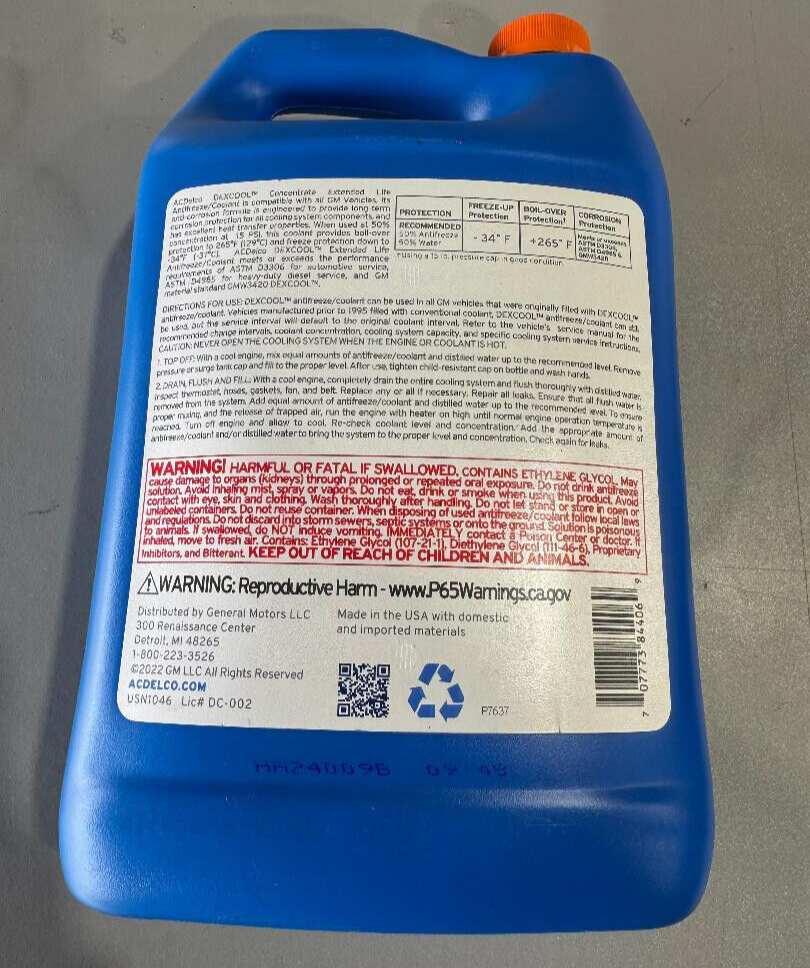 ACDelco DEXCOOL™ Concentrate Extended Life
Antifreeze/Coolant is compatible with all GM Vehicles. Its
anti-corrosion formula is engineered to provide long term
corrosion protection for all cooling system components, and
has excellent heat transfer properties. When used at 50%
concentration at 15 PSI, this coolant provides boil-over
protection to 265°F (129°C) and freeze protection down to
-34°F (-37°C). ACDelco DEXCOOL™ Extended Life
Antifreeze/Coolant meets or exceeds the performance
requirements of ASTM D3306 for automotive service,
ASTM D4985 for heavy-duty diesel service, and GM
material standard GMW3420 DEXCOOL™.
PROTECTION FREEZE-UP Protection BOIL-OVER Protection† CORROSION Protection
RECOMMENDED
50% Antifreeze
50% Water
- 34° F
+265° F
Meets or exceeds
ASTM D3306,
ASTM D4985 &
GMW3420
†Using a 15 lb. pressure cap in good condition.
DIRECTIONS FOR USE: DEXCOOL™ antifreeze/coolant can be used in all GM vehicles that were originally filled with DEXCOOL™
antifreeze/coolant. Vehicles manufactured prior to 1995 filled with conventional coolant, DEXCOOL™ antifreeze/coolant can still
be used, but the service interval will default to the original coolant interval. Refer to the vehicle's service manual for the
recommended change intervals, coolant concentration, cooling system capacity, and specific cooling system service instructions.
CAUTION: NEVER OPEN THE COOLING SYSTEM WHEN THE ENGINE OR COOLANT IS HOT.
1. TOP OFF: With a cool engine, mix equal amounts of antifreeze/coolant and distilled water up to the recommended level. Remove
pressure or surge tank cap and fill to the proper level. After use, tighten child-resistant cap on bottle and wash hands.
2. DRAIN, FLUSH AND FILL: With a cool engine, completely drain the entire cooling system and flush thoroughly with distilled water.
Inspect thermostat, hoses, gaskets, fan, and belt. Replace any or all if necessary. Repair all leaks. Ensure that all flush water is
removed from the system. Add equal amount of antifreeze/coolant and distilled water up to the recommended level. To ensure
proper mixing, and the release of trapped air, run the engine with heater on high until normal engine operation temperature is
reached. Turn off engine and allow to cool. Re-check coolant level and concentration. Add the appropriate amount of
antifreeze/coolant and/or distilled water to bring the system to the proper level and concentration. Check again for leaks.
WARNING! HARMFUL OR FATAL IF SWALLOWED, CONTAINS ETHYLENE GLYCOL. May
cause damage to organs (kidneys) through prolonged or repeated oral exposure. Do not drink antifreeze
solution. Avoid inhaling mist, spray or vapors. Do not eat, drink or smoke when using this product. Avoid
contact with eye, skin and clothing. Wash thoroughly after handling. Do not let stand or store in open or
unlabeled containers. Do not reuse container. When disposing of used antifreeze/coolant follow local laws
and regulations. Do not discard into storm sewers, septic systems or onto the ground. Solution is poisonous
to animals. If swallowed, do NOT induce vomiting. IMMEDIATELY contact a Poison Center or doctor. If
inhaled, move to fresh air. Contains: Ethylene Glycol (107-21-1), Diethylene Glycol (111-46-6), Proprietary
Inhibitors, and Bitterant. KEEP OUT OF REACH OF CHILDREN AND ANIMALS.
⚠WARNING: Reproductive Harm - www.P65Warnings.ca.gov
Distributed by General Motors LLC
300 Renaissance Center
Detroit, MI 48265
1-800-223-3526
©2022 GM LLC All Rights Reserved
ACDELCO.COM
USN1046 Lic# DC-002
Made in the USA with domestic
and imported materials
P7637
7 07773 84406 9